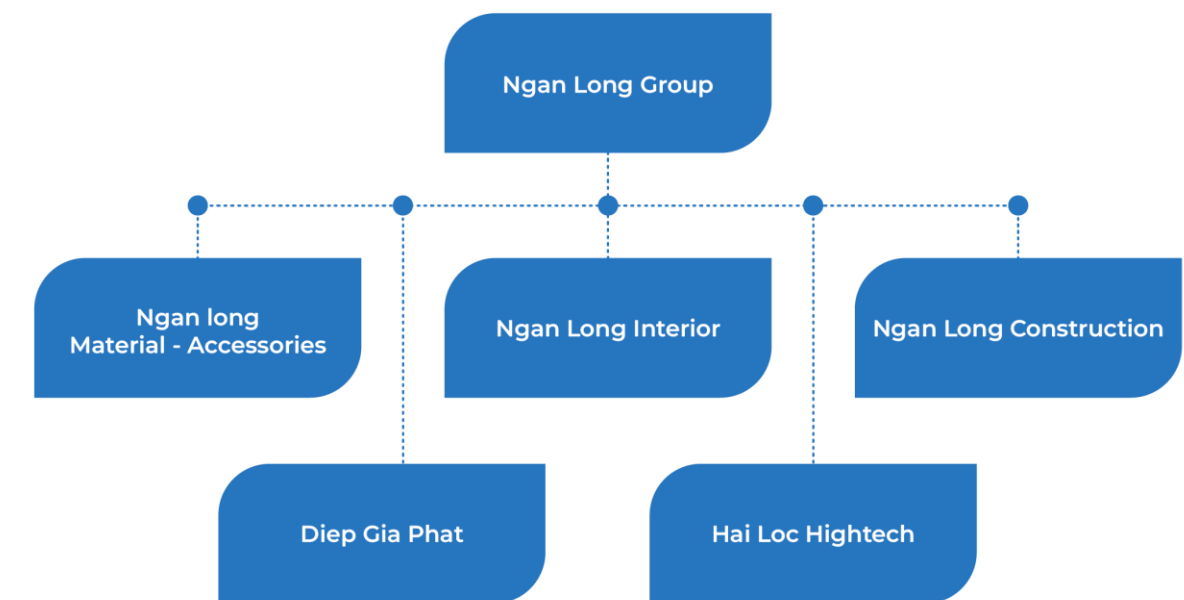 Ngan Long Group
Ngan long
Material - Accessories
Ngan Long Interior
Ngan Long Construction
Diep Gia Phat
Hai Loc Hightech